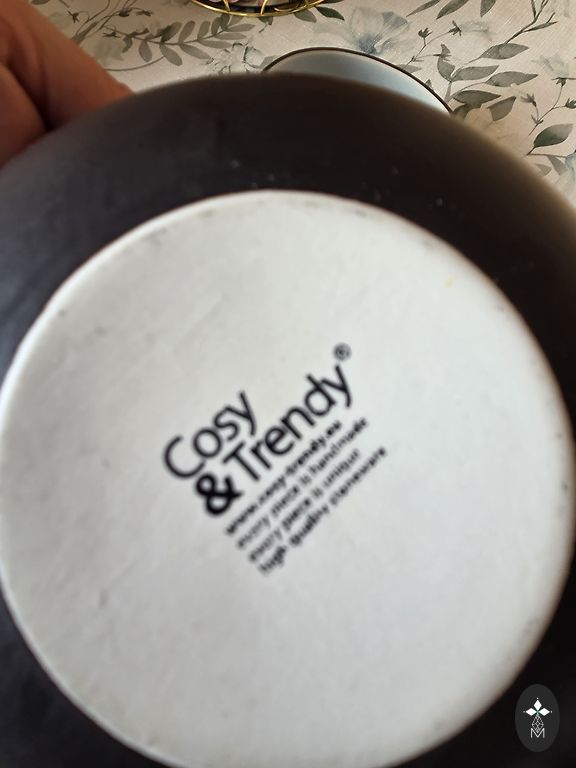 Cosy
&Trendy®
www.cosy-trendy.eu
every piece is handmade
every piece is unique
high quality stoneware
M